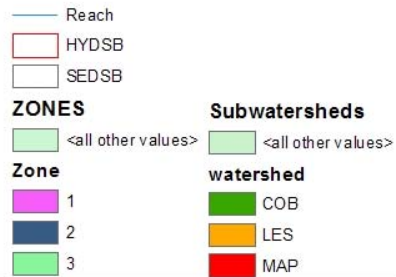 Reach
HYDSB
SEDSB
ZONES
<all other values>
Zone
1
2
3
Subwatersheds
<all other values>
watershed
COB
LES
MAP